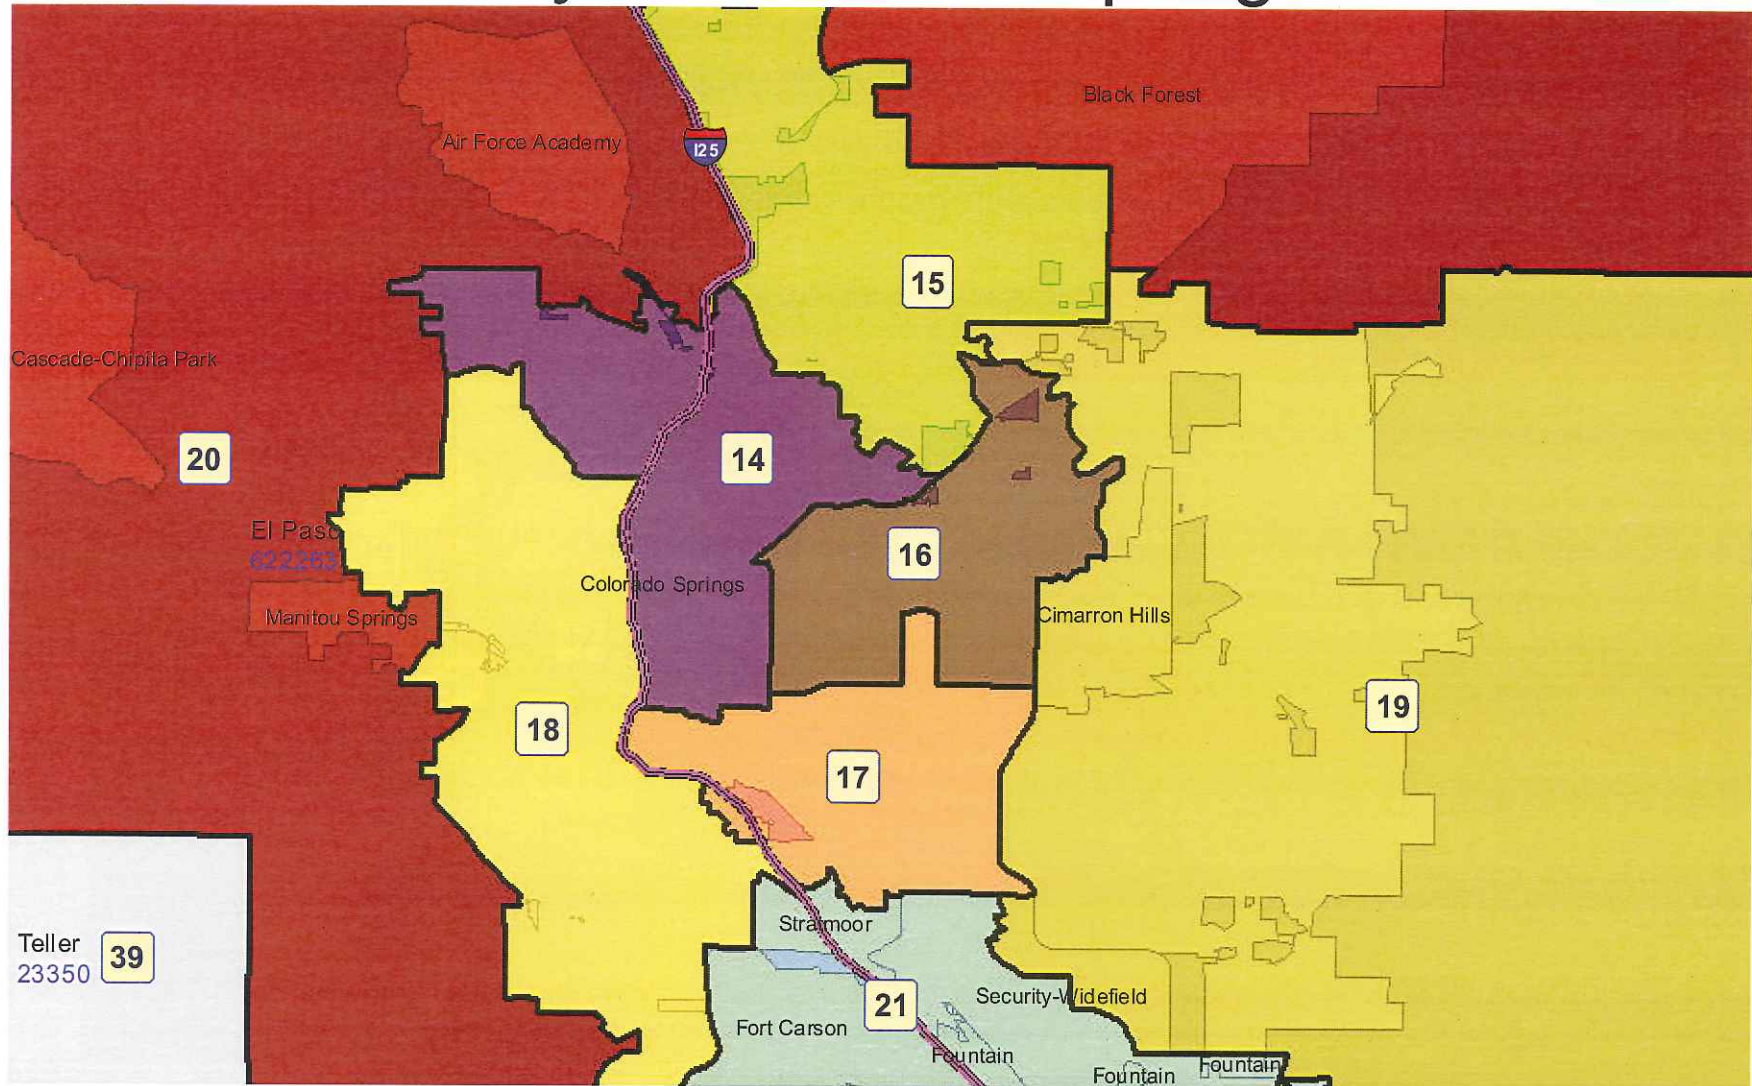 Black Forest
Air Force Academy
I25
15
Cascade-Chipita Park
20
14
El Paso
622263
16
Colorado Springs
Manitou Springs
Cimarron Hills
19
18
17
Stratmoor
Teller
39
23350
Security-Widefield
21
Fort Carson
Fountain
Fountain
Fountain